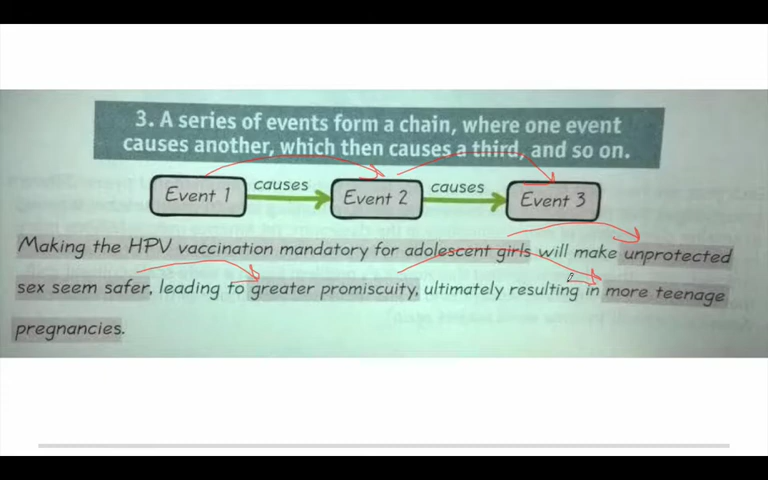 3. A series of events form a chain, where one event
causes another, which then causes a third, and so on.
Event 1 causes Event 2 causes Event 3
Making the HPV vaccination mandatory for adolescent girls will make unprotected
sex seem safer, leading to greater promiscuity, ultimately resulting in more teenage
pregnancies.